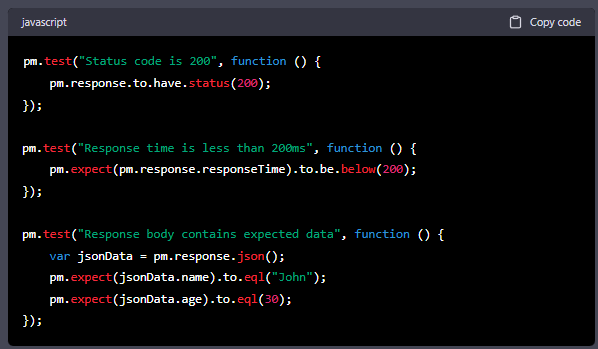 javascript
Copy code
pm.test("Status code is 200", function () {
    pm.response.to.have.status(200);
});

pm.test("Response time is less than 200ms", function () {
    pm.expect(pm.response.responseTime).to.be.below(200);
});

pm.test("Response body contains expected data", function () {
    var jsonData = pm.response.json();
    pm.expect(jsonData.name).to.eql("John");
    pm.expect(jsonData.age).to.eql(30);
});